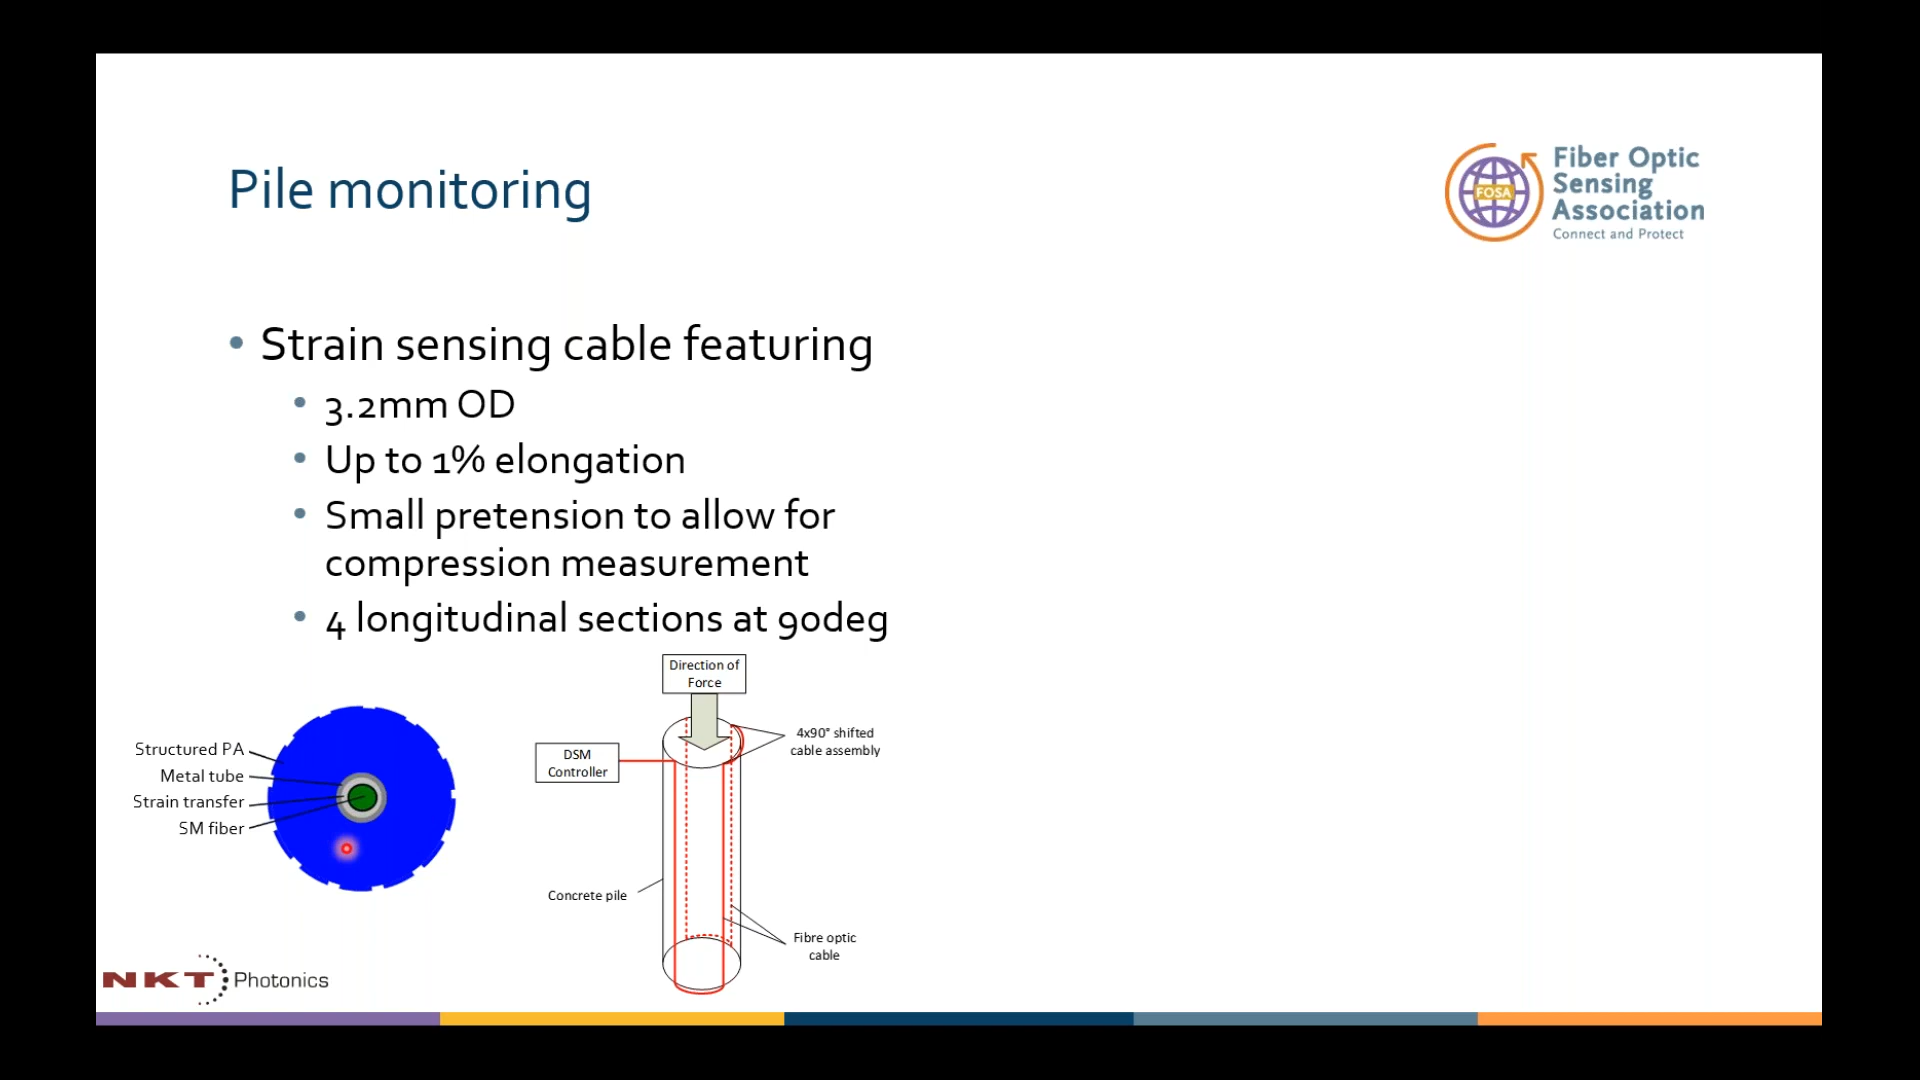 Pile monitoring
FOSA
Fiber Optic
Sensing
Association
Connect and Protect
• Strain sensing cable featuring
• 3.2mm OD
• Up to 1% elongation
• Small pretension to allow for
compression measurement
• 4 longitudinal sections at 90deg
Structured PA
Metal tube
Strain transfer
SM fiber
Direction of
Force
DSM
Controller
4x90° shifted
cable assembly
Concrete pile
Fibre optic
cable
NKT Photonics